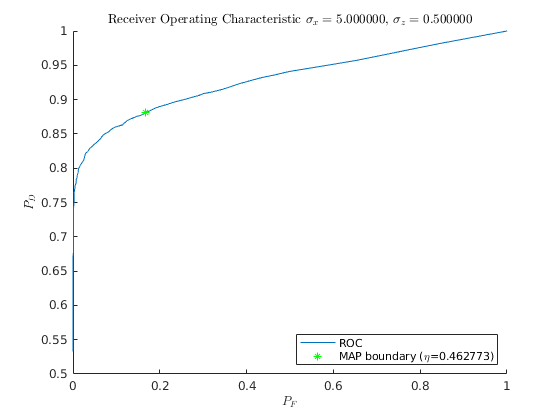 Receiver Operating Characteristic σx = 5.000000, σz = 0.500000
1
0.95
0.9
0.85
0.8
0.75
0.7
0.65
0.6
0.55
0.5
P_D
0 0.2 0.4 0.6 0.8 1
P_F
ROC
MAP boundary (η=0.462773)